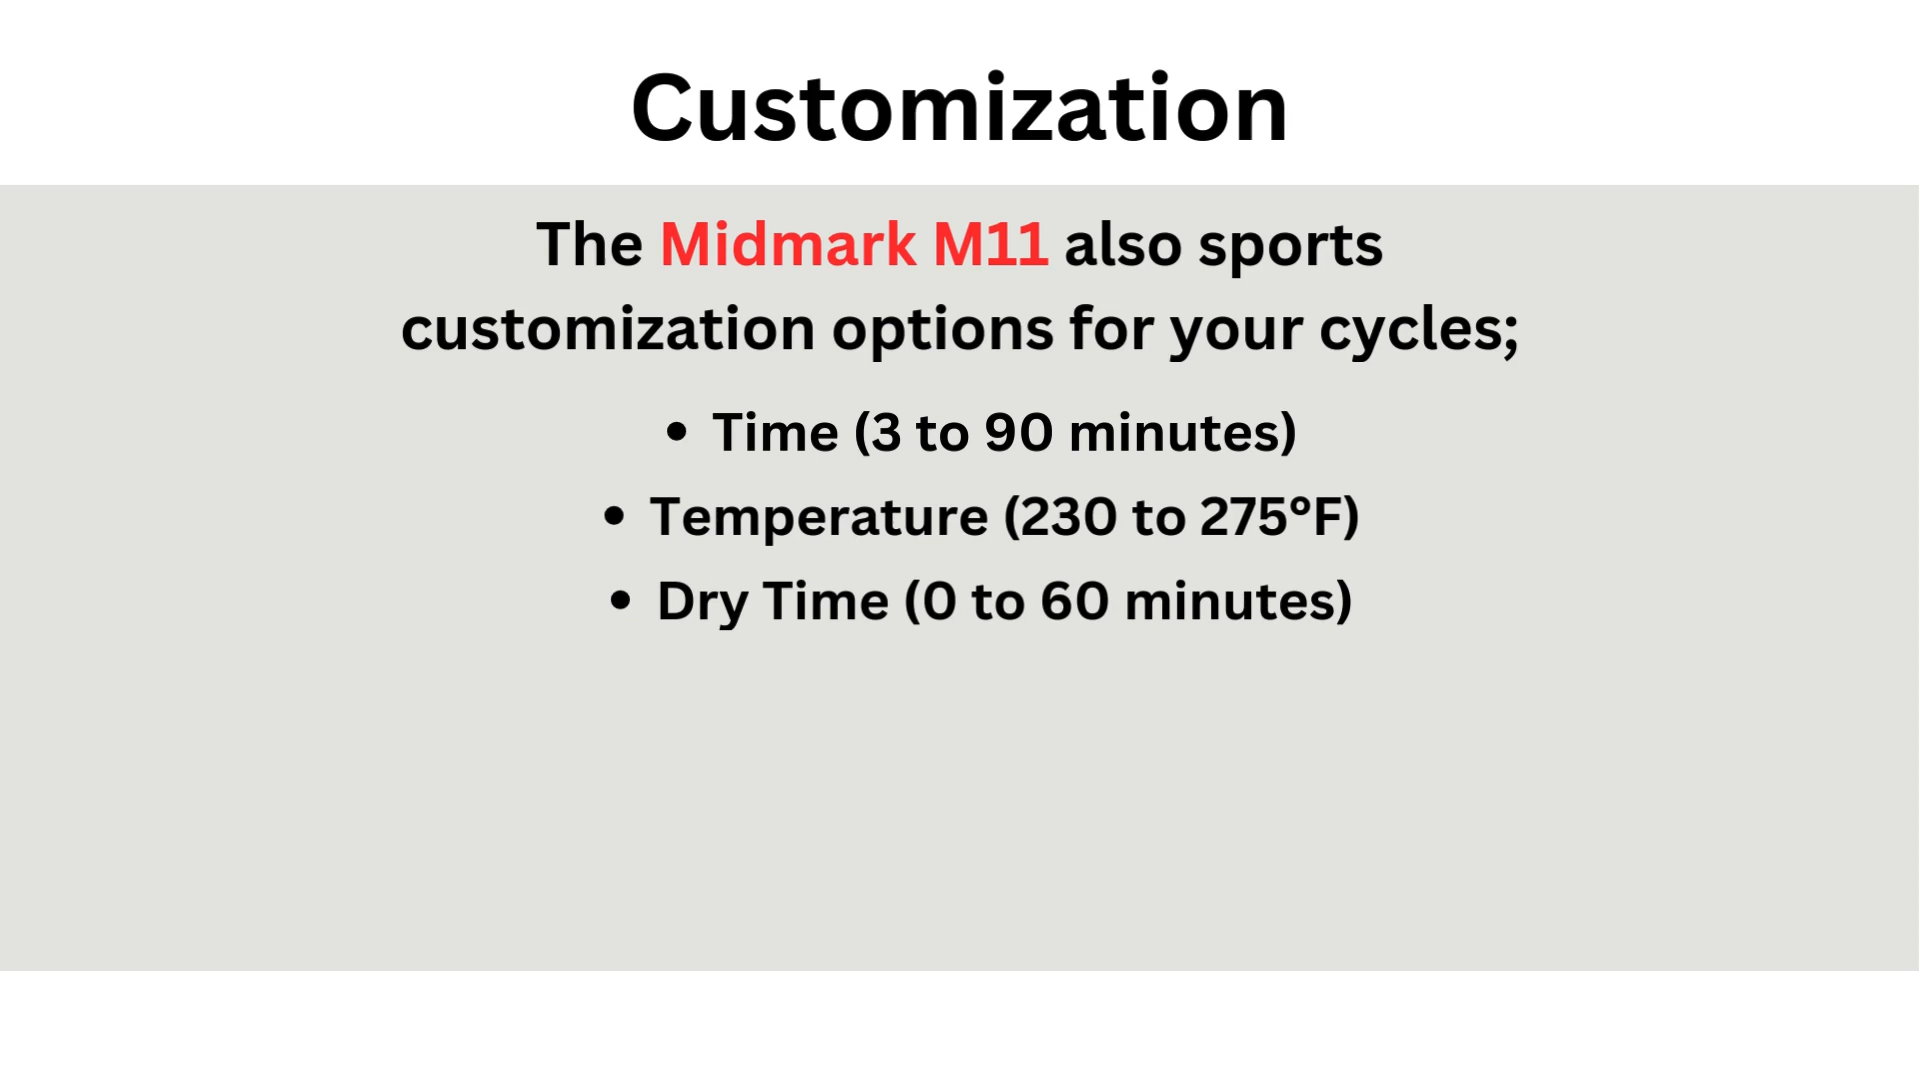 Customization
The Midmark M11 also sports
customization options for your cycles;
• Time (3 to 90 minutes)
• Temperature (230 to 275°F)
• Dry Time (0 to 60 minutes)